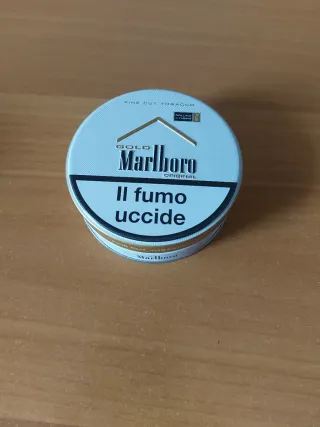 FINE CUT TOBACCO
GOLD
Marlboro
ORIGINAL
Il fumo
uccide
Marlboro